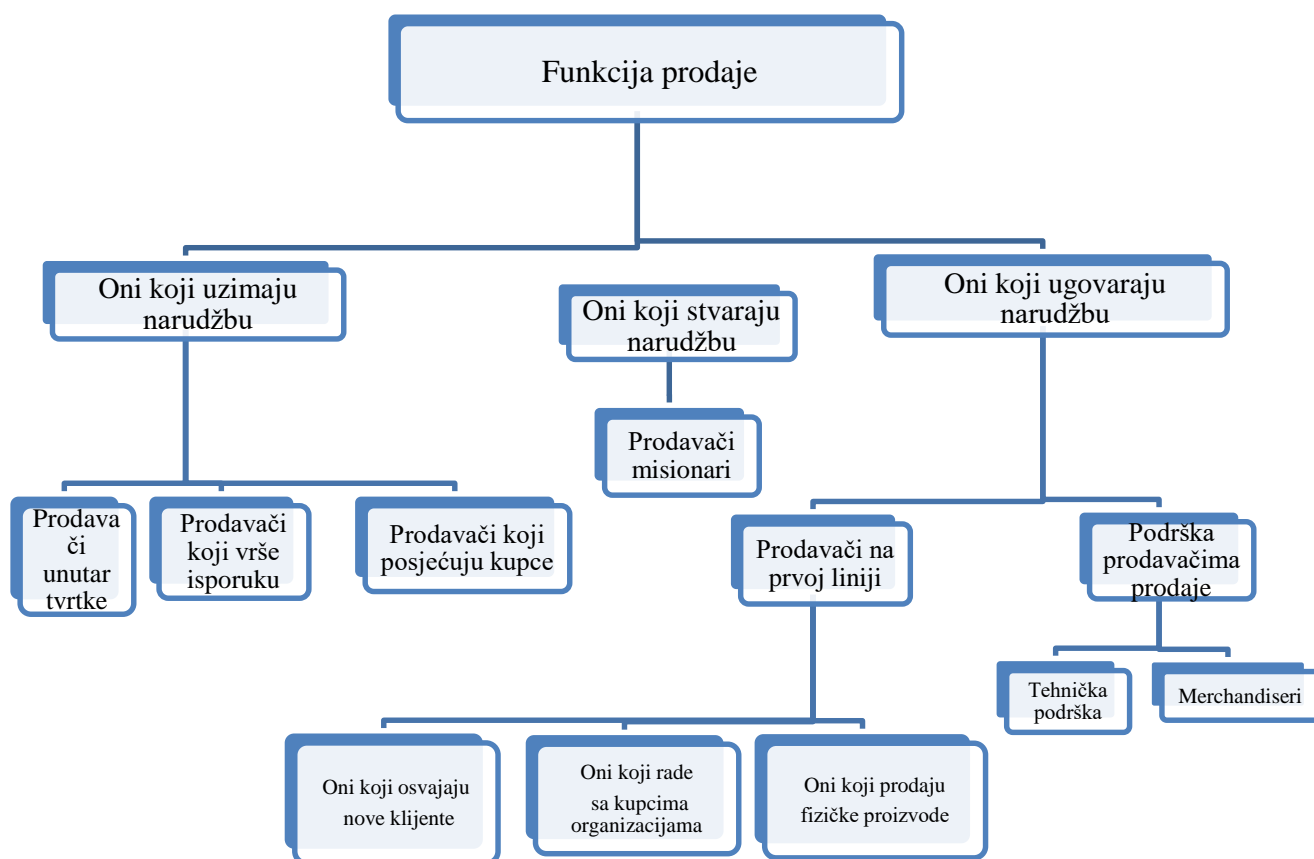 Funkcija prodaje
Oni koji uzimaju
narudžbu
Oni koji stvaraju
narudžbu
Oni koji ugovaraju
narudžbu
Prodavači
misionari
Prodava
či
unutar
tvrtke
Prodavači
koji vrše
isporuku
Prodavači koji
posjećuju kupce
Prodavači na
prvoj liniji
Podrška
prodavačima
prodaje
Tehnička
podrška
Merchandiseri
Oni koji osvajaju
nove klijente
Oni koji rade
sa kupcima
organizacijama
Oni koji prodaju
fizičke proizvode